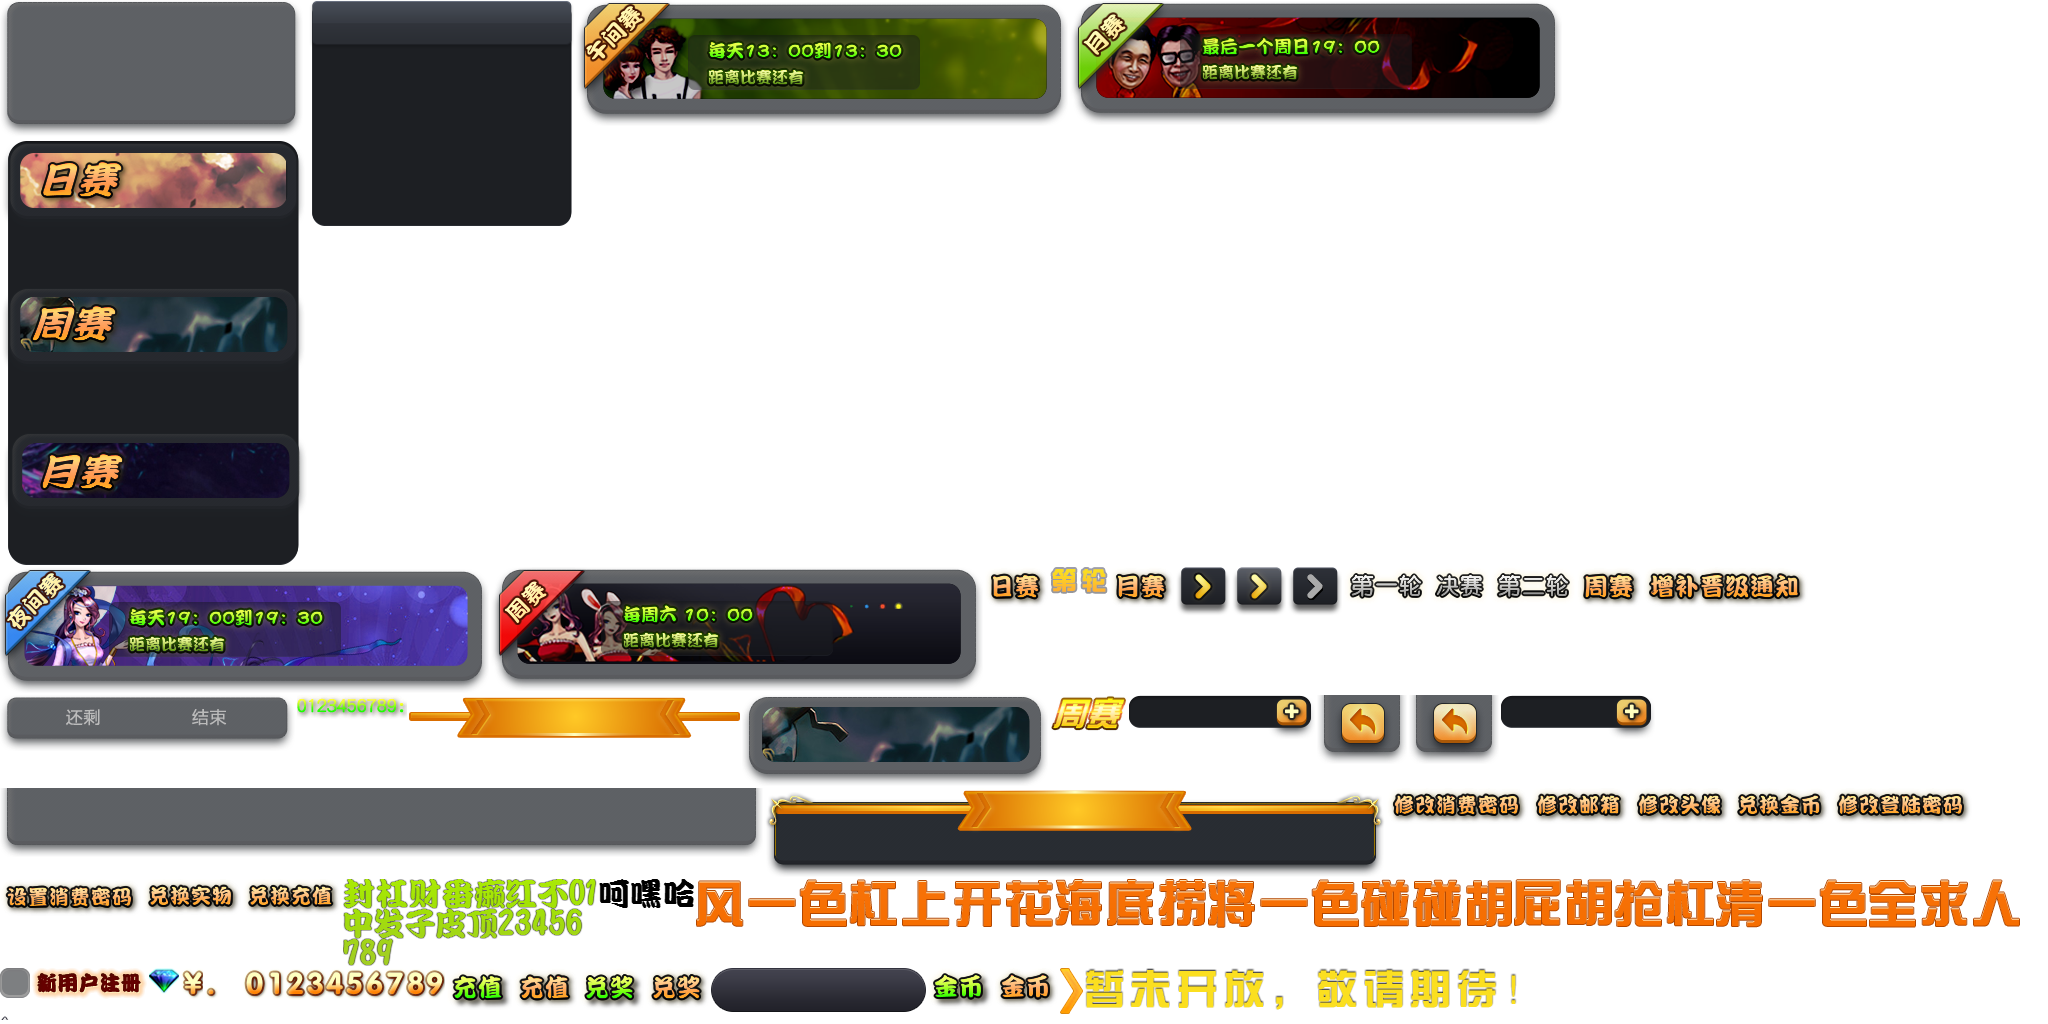 午间赛
每天13：00到13：30
距离比赛还有
月赛
最后一个周日19：00
距离比赛还有
日赛
周赛
月赛
夜间赛
每天19：00到19：30
距离比赛还有
周赛
每周六 10：00
距离比赛还有
日赛
第轮
月赛
第一轮
决赛
第二轮
周赛
增补晋级通知
还剩
结束
0123456789:
周赛
修改消费密码
修改邮箱
修改头像
兑换金币
修改登陆密码
设置消费密码
兑换实物
兑换充值
封杠财番癞红不01
中发子皮顶23456
789
呵嘿哈
风一色杠上开花海底捞将一色碰碰胡屁胡抢杠清一色全求人
新用户注册
¥.
0123456789
充值
充值
兑奖
兑奖
金币
金币
暂未开放，敬请期待！